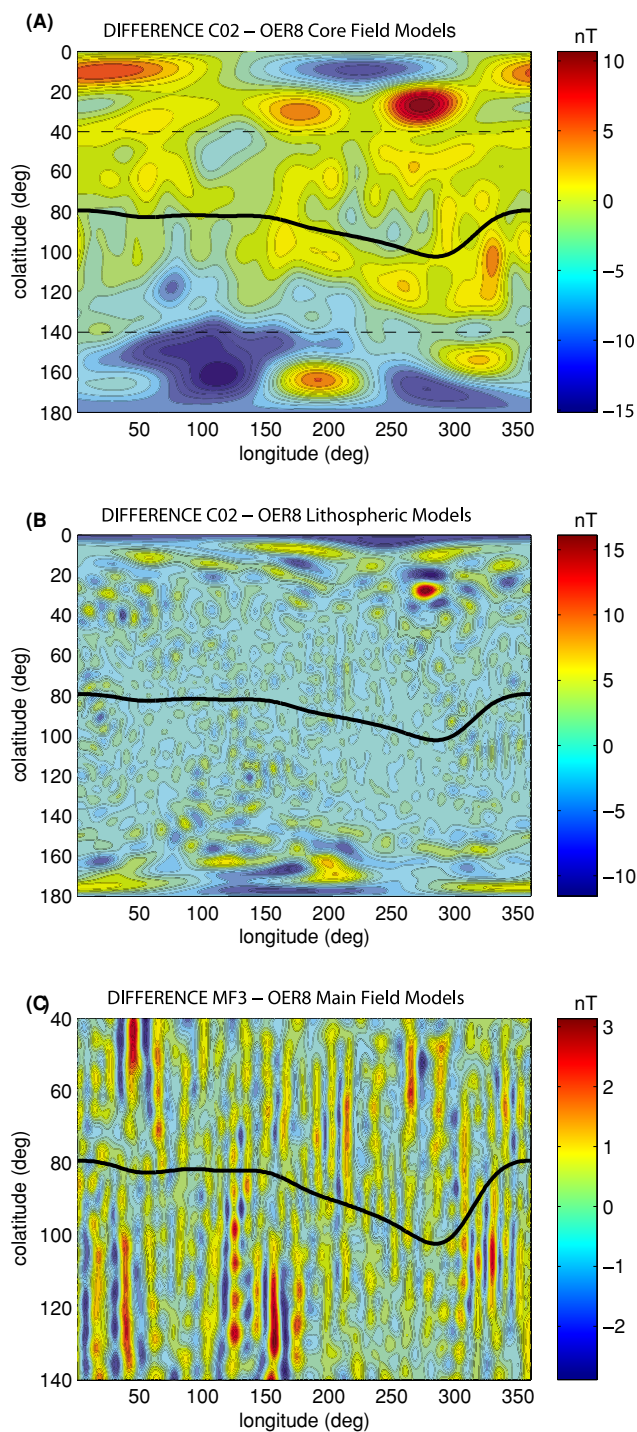 (A) DIFFERENCE C02 – OER8 Core Field Models
nT
0
20
40
60
80
100
120
140
160
180
colatitude (deg)
50 100 150 200 250 300 350
longitude (deg)
10
5
0
−5
−10
−15
(B) DIFFERENCE C02 – OER8 Lithospheric Models
nT
0
20
40
60
80
100
120
140
160
180
colatitude (deg)
50 100 150 200 250 300 350
longitude (deg)
15
10
5
0
−5
−10
(C) DIFFERENCE MF3 – OER8 Main Field Models
nT
40
60
80
100
120
140
colatitude (deg)
50 100 150 200 250 300 350
longitude (deg)
3
2
1
0
−1
−2